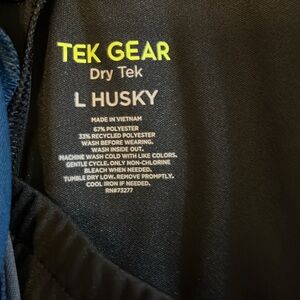 TEK GEAR
Dry Tek
L HUSKY
MADE IN VIETNAM
67% POLYESTER
33% RECYCLED POLYESTER
WASH BEFORE WEARING.
WASH INSIDE OUT.
MACHINE WASH COLD WITH LIKE COLORS.
GENTLE CYCLE. ONLY NON-CHLORINE
BLEACH WHEN NEEDED.
TUMBLE DRY LOW. REMOVE PROMPTLY.
COOL IRON IF NEEDED.
RN#73277